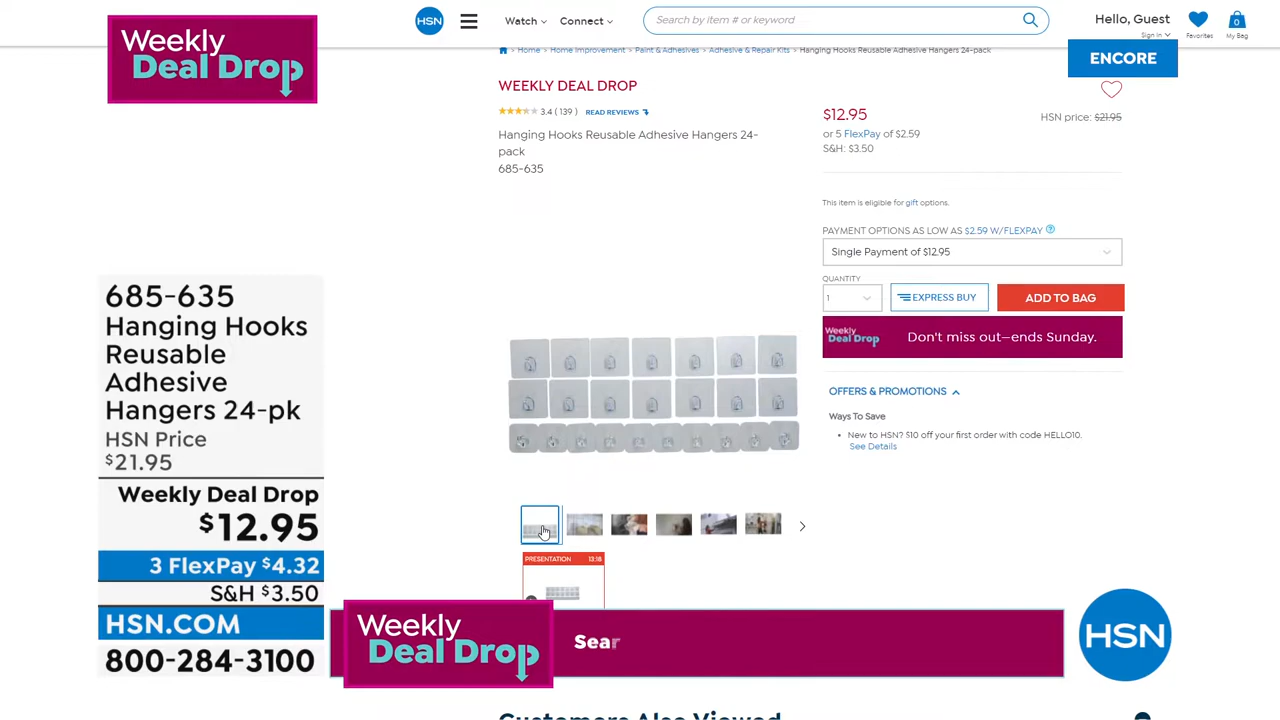 Weekly
Deal Drop
HSN
Watch
Connect
Search by item # or keyword
Hello, Guest
Sign in
Favorites
0
My Bag
ENCORE
> Home > Home Improvement > Paint & Adhesives > Adhesive & Repair Kits > Hanging Hooks Reusable Adhesive Hangers 24-pack
WEEKLY DEAL DROP
3.4 ( 139 ) READ REVIEWS
Hanging Hooks Reusable Adhesive Hangers 24-
pack
685-635
$12.95
HSN price: $21.95
or 5 FlexPay of $2.59
S&H: $3.50
This item is eligible for gift options.
PAYMENT OPTIONS AS LOW AS $2.59 W/FLEXPAY ?
Single Payment of $12.95
QUANTITY
1
EXPRESS BUY
ADD TO BAG
Weekly
Deal Drop
Don't miss out—ends Sunday.
OFFERS & PROMOTIONS
Ways To Save
• New to HSN? $10 off your first order with code HELLO10.
See Details
PRESENTATION 13:18
685-635
Hanging Hooks
Reusable
Adhesive
Hangers 24-pk
HSN Price
$21.95
Weekly Deal Drop
$12.95
3 FlexPay $4.32
S&H $3.50
HSN.COM
800-284-3100
Weekly
Deal Drop
Sear
HSN
Customers Also Viewed